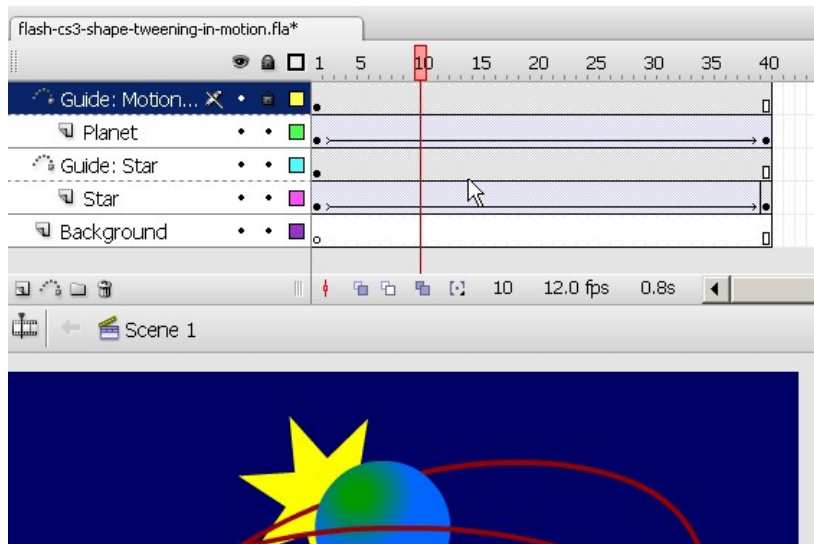 flash-cs3-shape-tweening-in-motion.fla*
1 5 10 15 20 25 30 35 40
Guide: Motion...
Planet
Guide: Star
Star
Background
10 12.0 fps 0.8s
Scene 1